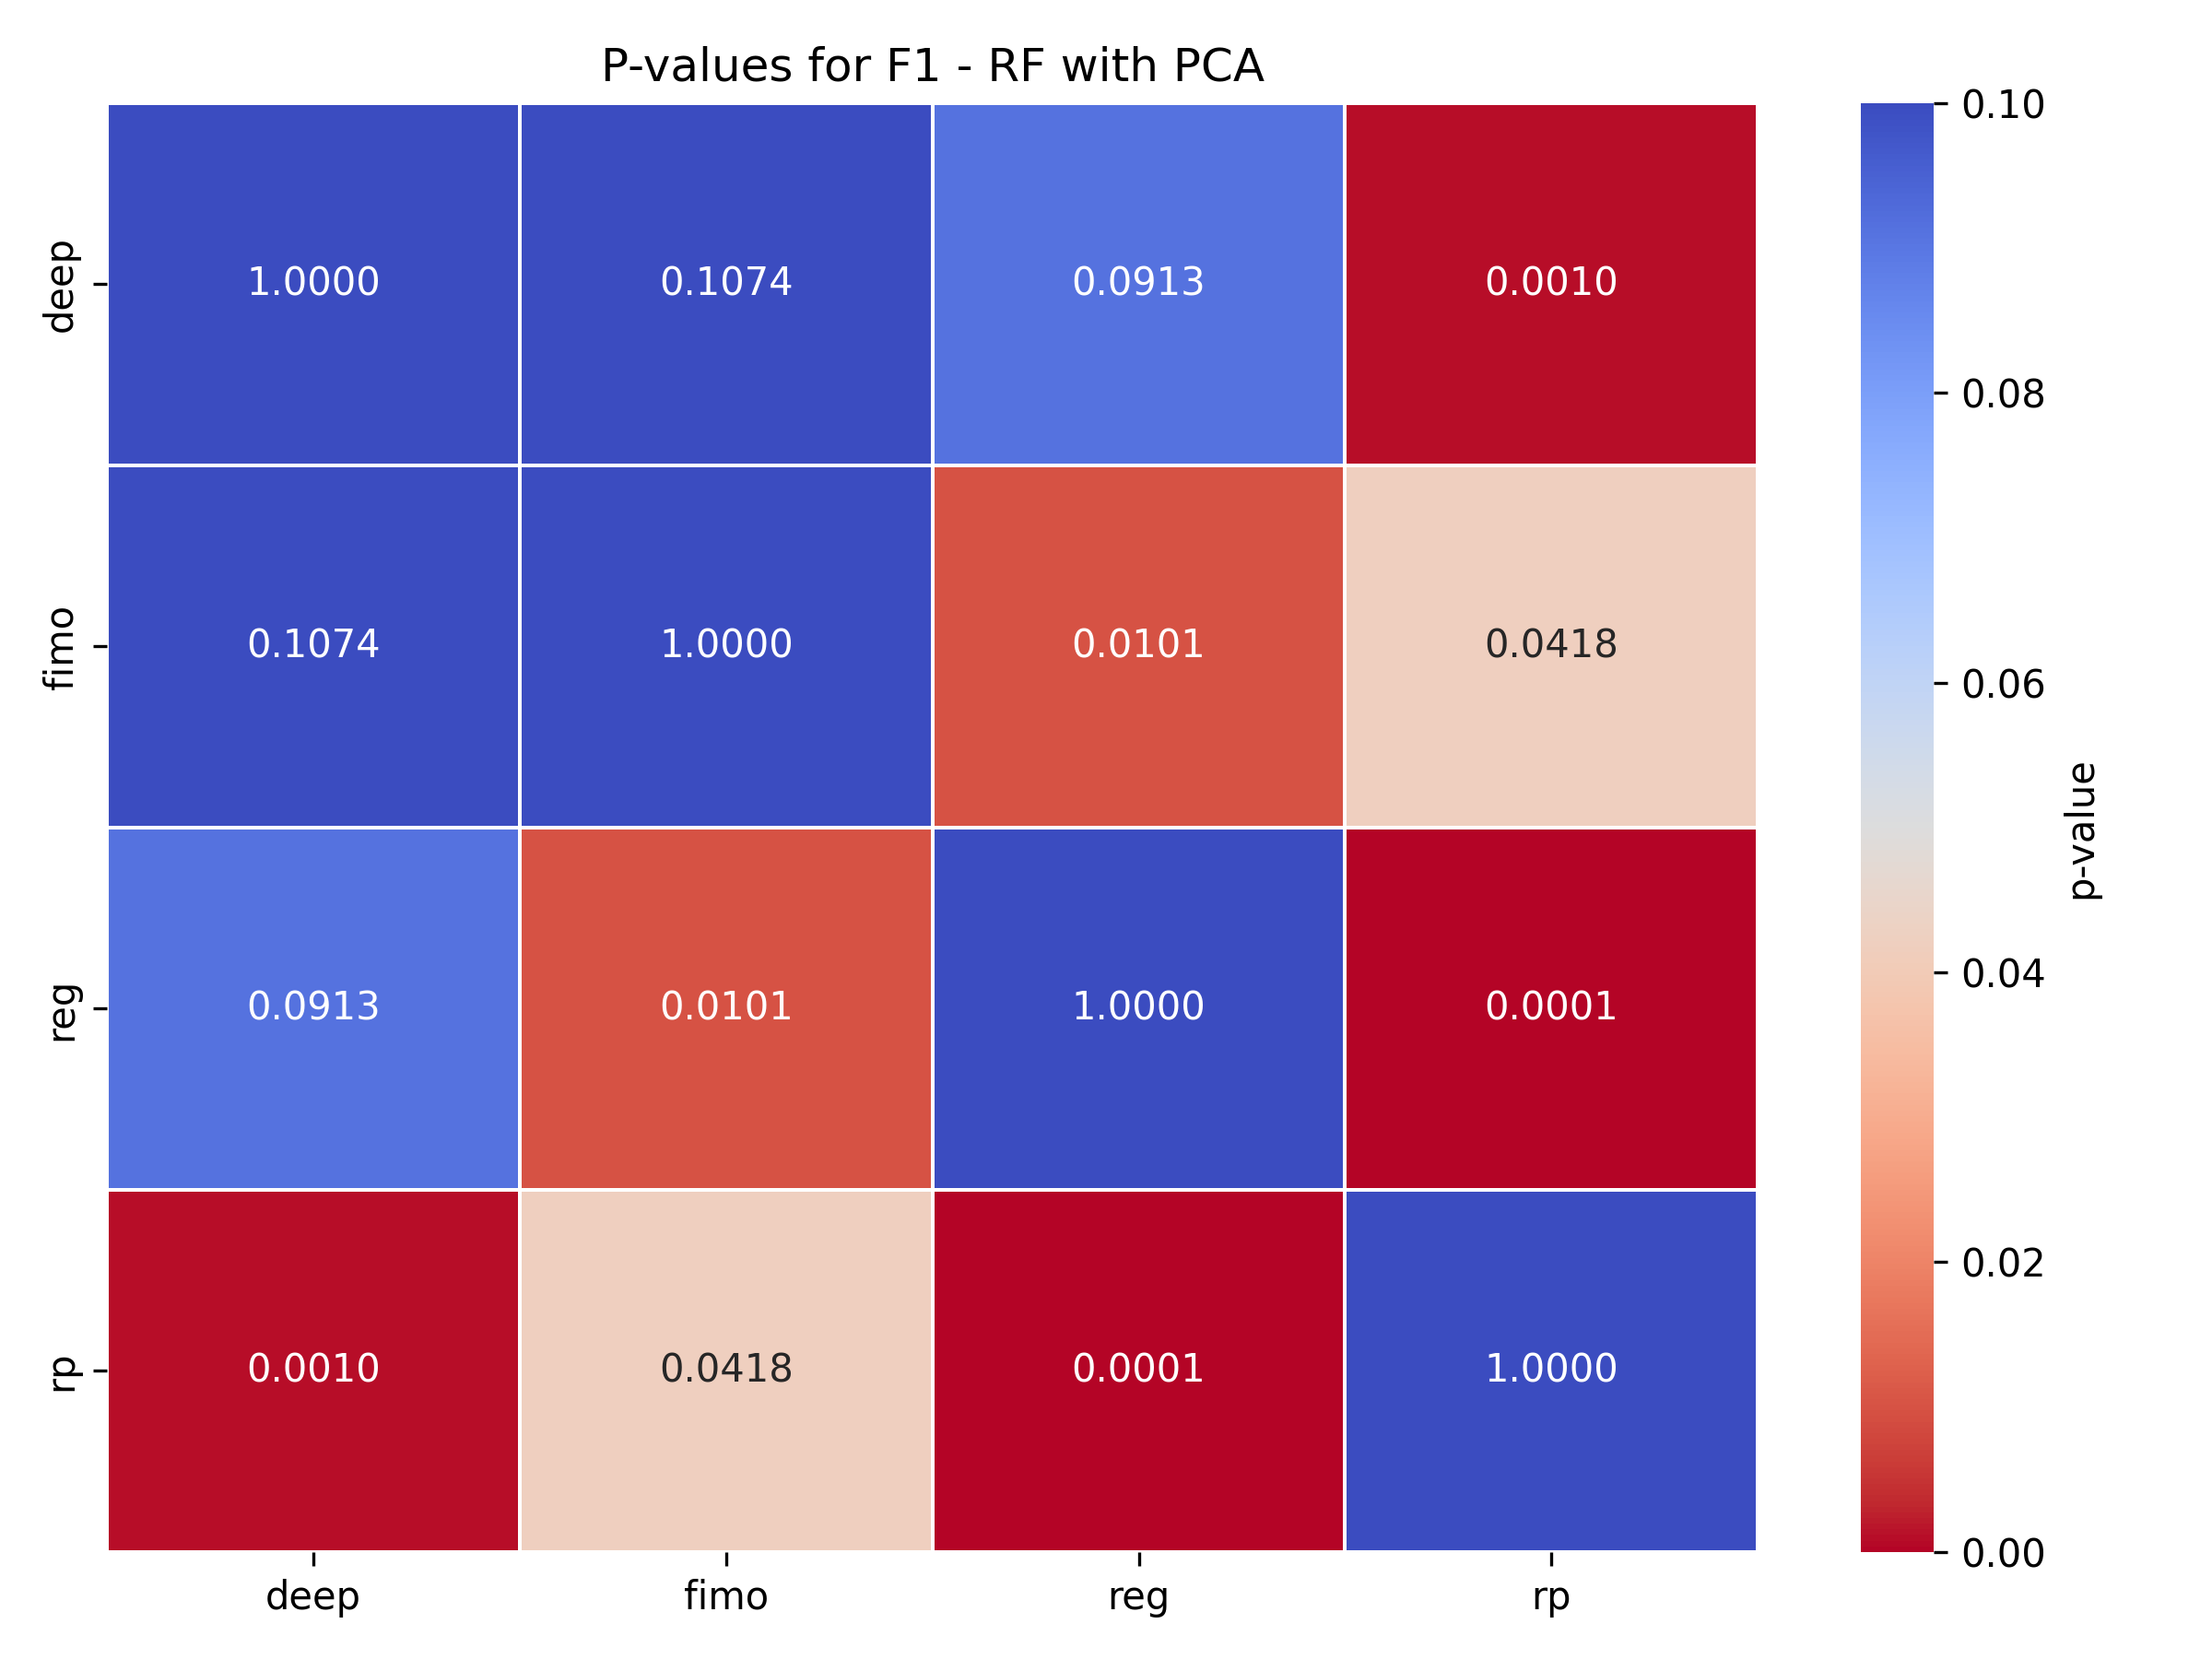 P-values for F1 - RF with PCA
deep
1.0000 0.1074 0.0913 0.0010
fimo
0.1074 1.0000 0.0101 0.0418
reg
0.0913 0.0101 1.0000 0.0001
rp
0.0010 0.0418 0.0001 1.0000
deep fimo reg rp
0.10
0.08
0.06
0.04
0.02
0.00
p-value